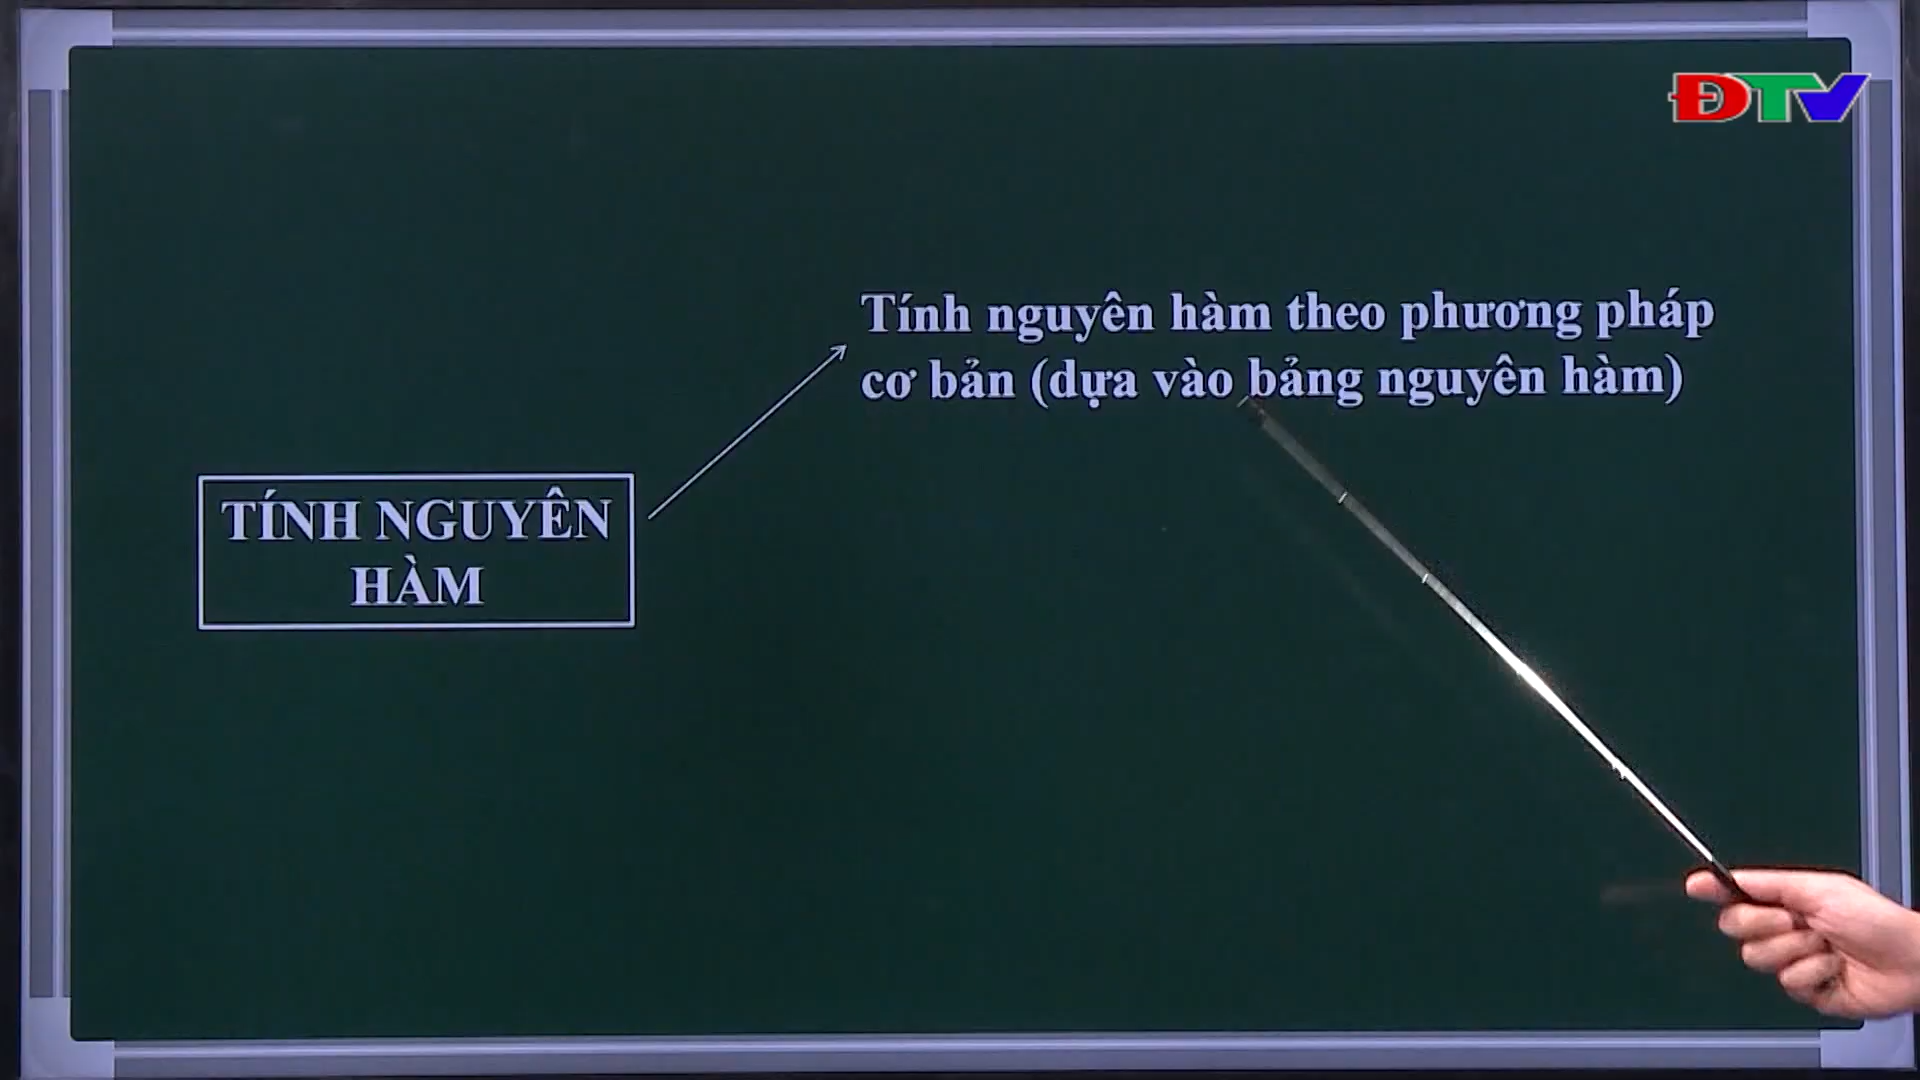 ĐTV
Tính nguyên hàm theo phương pháp
cơ bản (dựa vào bảng nguyên hàm)
TÍNH NGUYÊN
HÀM